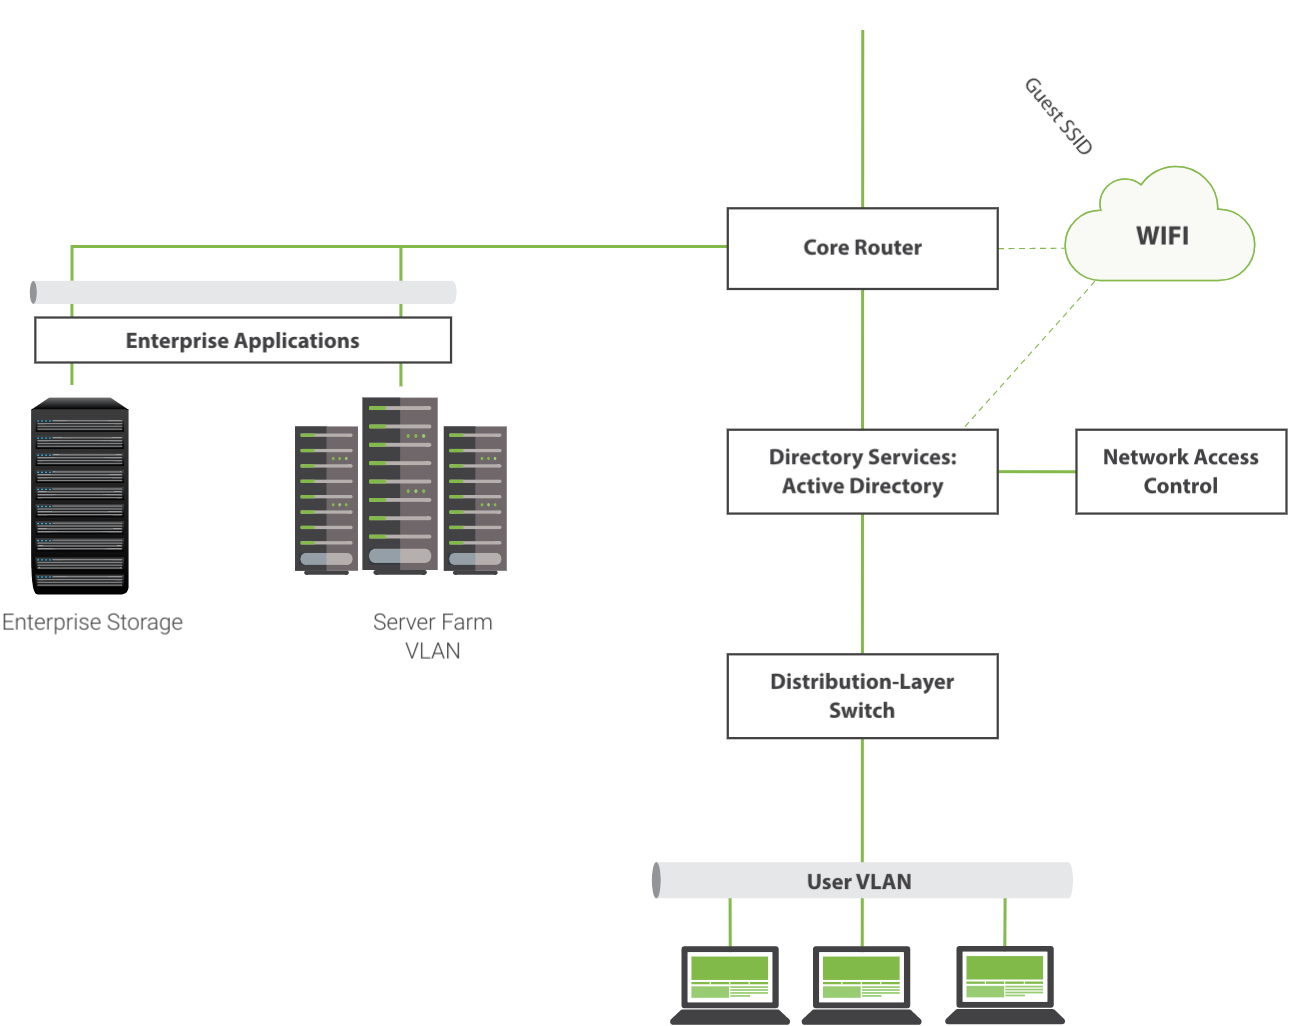 Guest SSID
WIFI
Core Router
Enterprise Applications
Directory Services:
Active Directory
Network Access
Control
Enterprise Storage
Server Farm
VLAN
Distribution-Layer
Switch
User VLAN